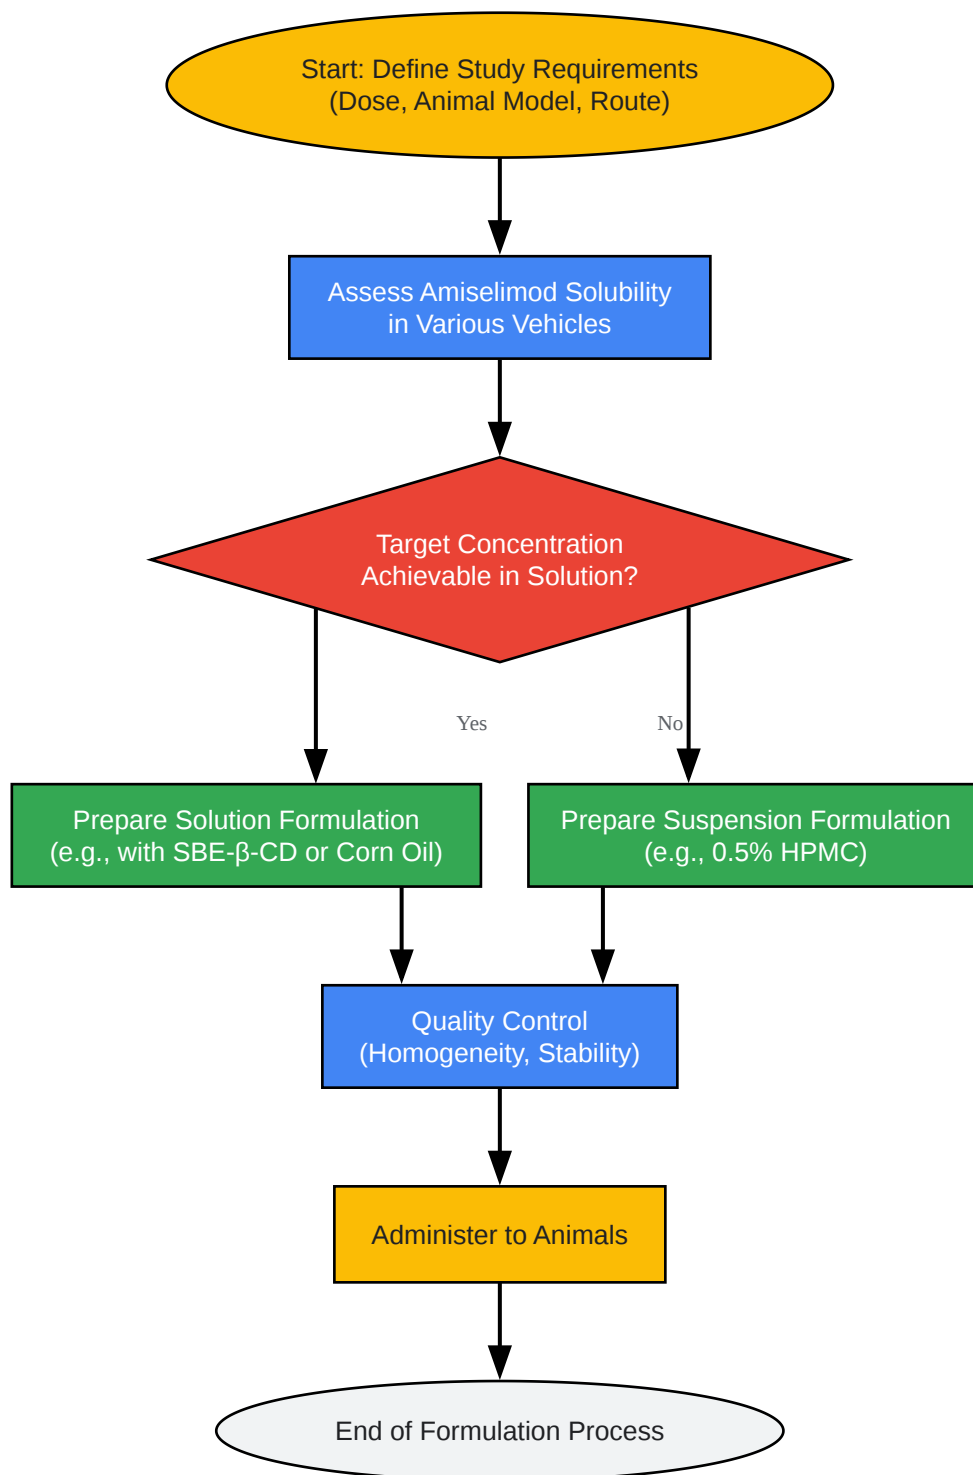 Start: Define Study Requirements
(Dose, Animal Model, Route)
Assess Amiselimod Solubility
in Various Vehicles
Target Concentration
Achievable in Solution?
Yes
No
Prepare Solution Formulation
(e.g., with SBE-β-CD or Corn Oil)
Prepare Suspension Formulation
(e.g., 0.5% HPMC)
Quality Control
(Homogeneity, Stability)
Administer to Animals
End of Formulation Process